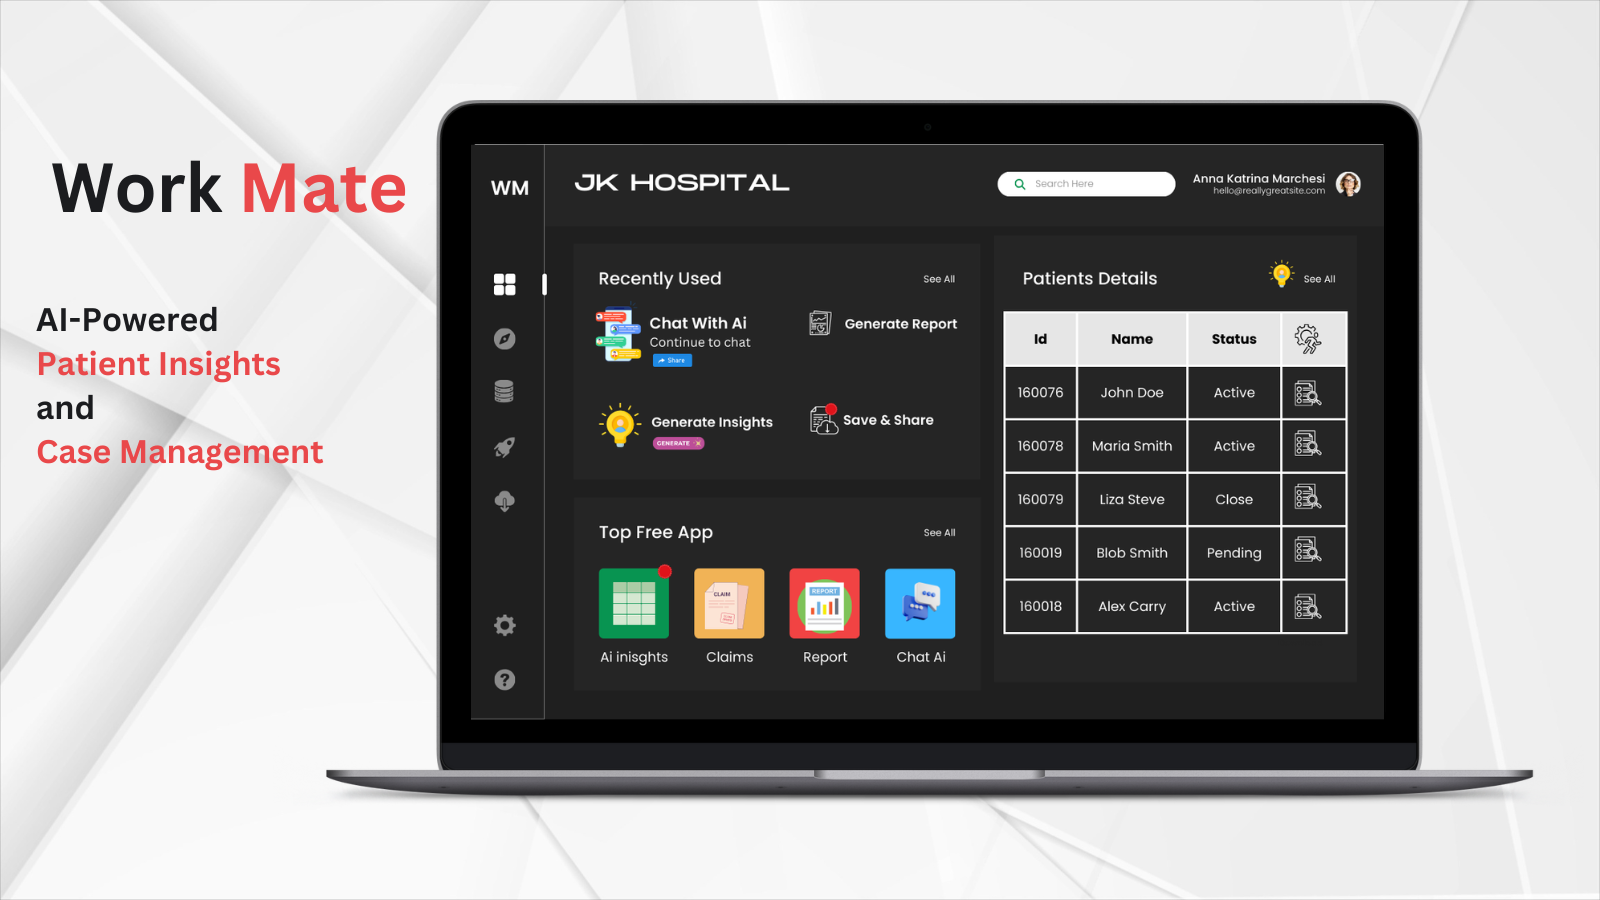 Work Mate
AI-Powered
Patient Insights
and
Case Management
WM
JK HOSPITAL
Search Here
Anna Katrina Marchesi
hello@reallygreatsite.com
Recently Used
See All
Chat With Ai
Continue to chat
Share
Generate Report
Generate Insights
GENERATE
Save & Share
Top Free App
See All
CLAIM
REPORT
Ai inisghts
Claims
Report
Chat Ai
Patients Details
See All
Id Name Status
160076 John Doe Active
160078 Maria Smith Active
160079 Liza Steve Close
160019 Blob Smith Pending
160018 Alex Carry Active